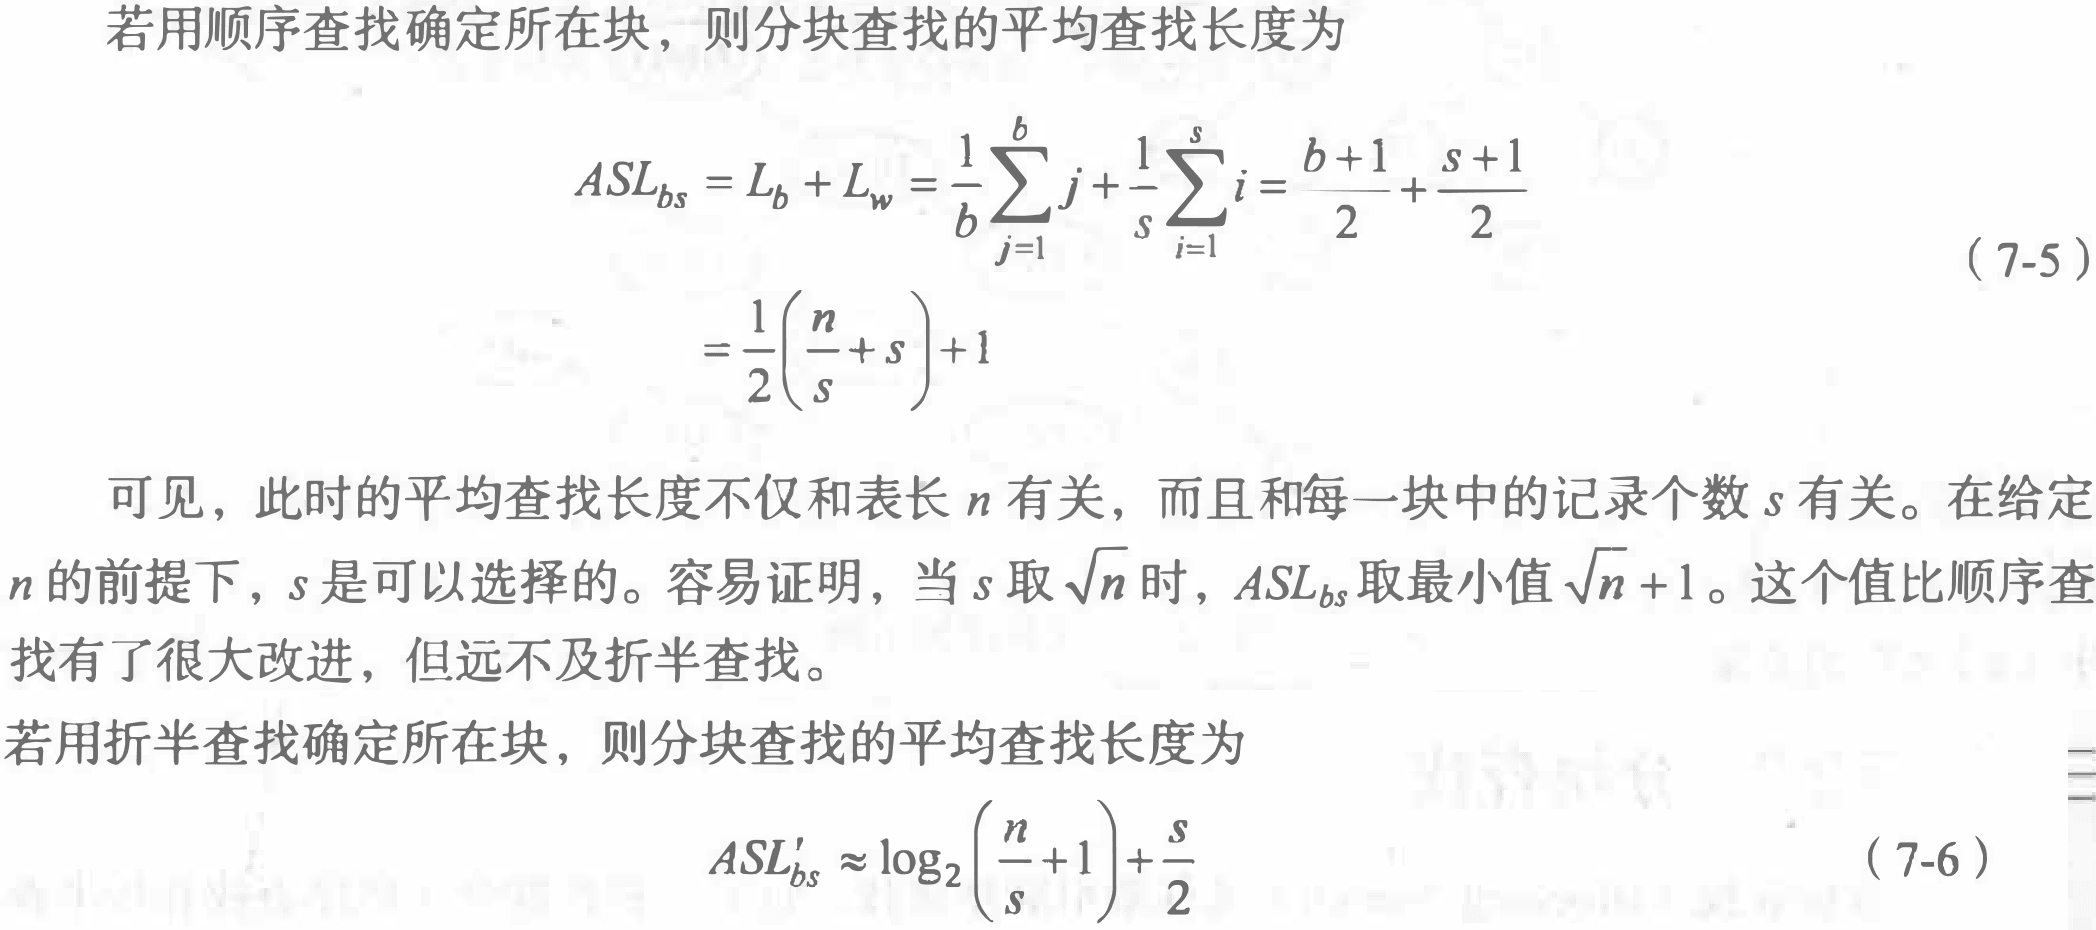 若用顺序查找确定所在块，则分块查找的平均查找长度为
$ASL_{bs} = L_b + L_w = \frac{1}{b}\sum_{j=1}^{b} j + \frac{1}{s}\sum_{i=1}^{s} i = \frac{b+1}{2} + \frac{s+1}{2}$
$= \frac{1}{2}\left(\frac{n}{s} + s\right) + 1$ （7-5）
可见，此时的平均查找长度不仅和表长 n 有关，而且和每一块中的记录个数 s 有关。在给定
n 的前提下，s 是可以选择的。容易证明，当 s 取 $\sqrt{n}$ 时，$ASL_{bs}$ 取最小值 $\sqrt{n}+1$。这个值比顺序查
找有了很大改进，但远不及折半查找。
若用折半查找确定所在块，则分块查找的平均查找长度为
$ASL'_{bs} \approx \log_2\left(\frac{n}{s}+1\right) + \frac{s}{2}$ （7-6）